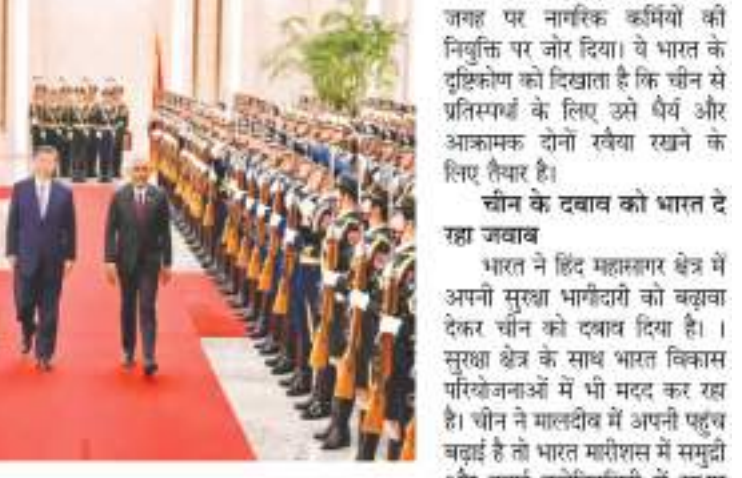 जगह पर नागरिक कर्मियों की
नियुक्ति पर जोर दिया। ये भारत के
दृष्टिकोण को दिखाता है कि चीन से
प्रतिस्पर्धा के लिए उसे धैर्य और
आक्रामक दोनों रवैया रखने के
लिए तैयार है।
चीन के दबाव को भारत दे
रहा जवाब
भारत ने हिंद महासागर क्षेत्र में
अपनी सुरक्षा भागीदारी को बढ़ावा
देकर चीन को दबाव दिया है। ।
सुरक्षा क्षेत्र के साथ भारत विकास
परियोजनाओं में भी मदद कर रहा
है। चीन ने मालदीव में अपनी पहुंच
बढ़ाई है तो भारत मारीशस में समुद्री